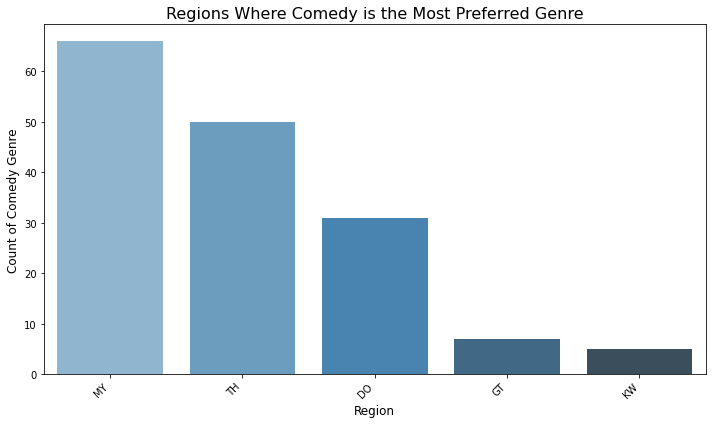 Regions Where Comedy is the Most Preferred Genre
Count of Comedy Genre
60
50
40
30
20
10
0
MY
TH
DO
GT
KW
Region